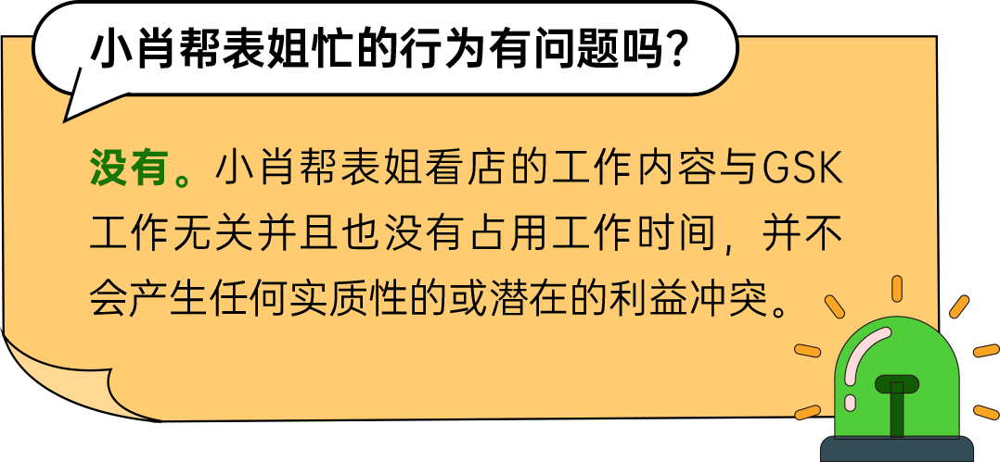 小肖帮表姐忙的行为有问题吗？
没有。小肖帮表姐看店的工作内容与GSK
工作无关并且也没有占用工作时间，并不
会产生任何实质性的或潜在的利益冲突。